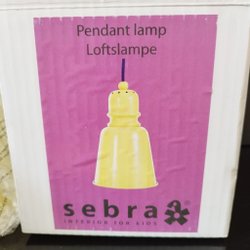 Pendant lamp
Loftslampe
sebra
INTERIOR FOR KIDS